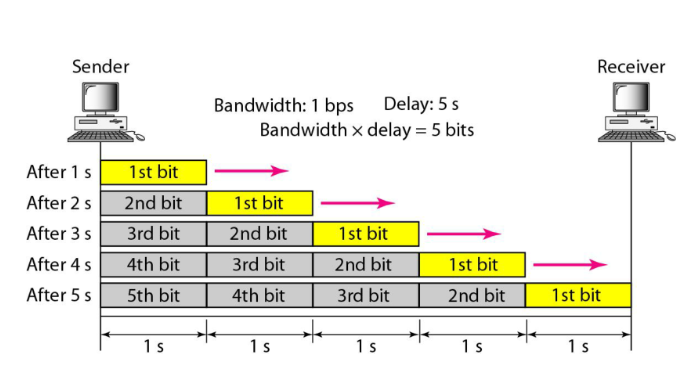 Sender Receiver
Bandwidth: 1 bps Delay: 5 s
Bandwidth × delay = 5 bits
After 1 s 1st bit
After 2 s 2nd bit 1st bit
After 3 s 3rd bit 2nd bit 1st bit
After 4 s 4th bit 3rd bit 2nd bit 1st bit
After 5 s 5th bit 4th bit 3rd bit 2nd bit 1st bit
1 s 1 s 1 s 1 s 1 s